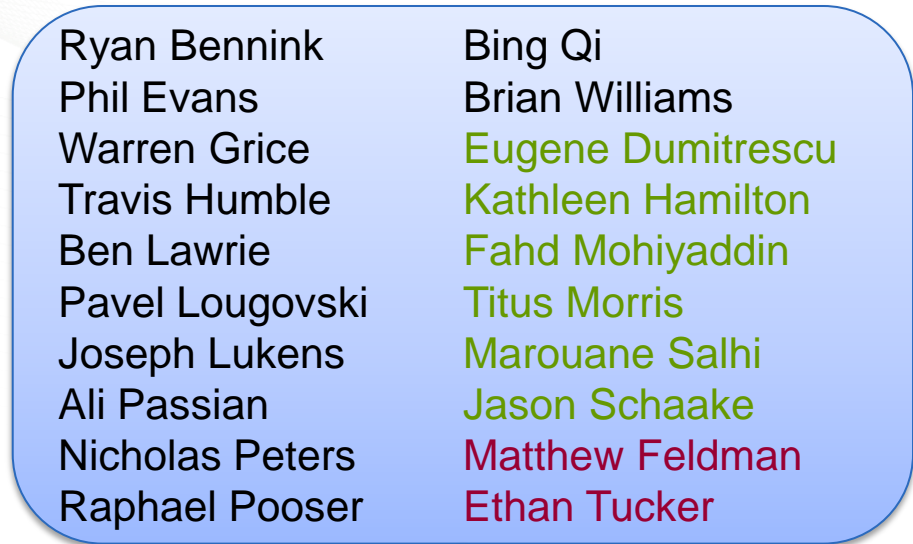 Ryan Bennink
Phil Evans
Warren Grice
Travis Humble
Ben Lawrie
Pavel Lougovski
Joseph Lukens
Ali Passian
Nicholas Peters
Raphael Pooser
Bing Qi
Brian Williams
Eugene Dumitrescu
Kathleen Hamilton
Fahd Mohiyaddin
Titus Morris
Marouane Salhi
Jason Schaake
Matthew Feldman
Ethan Tucker